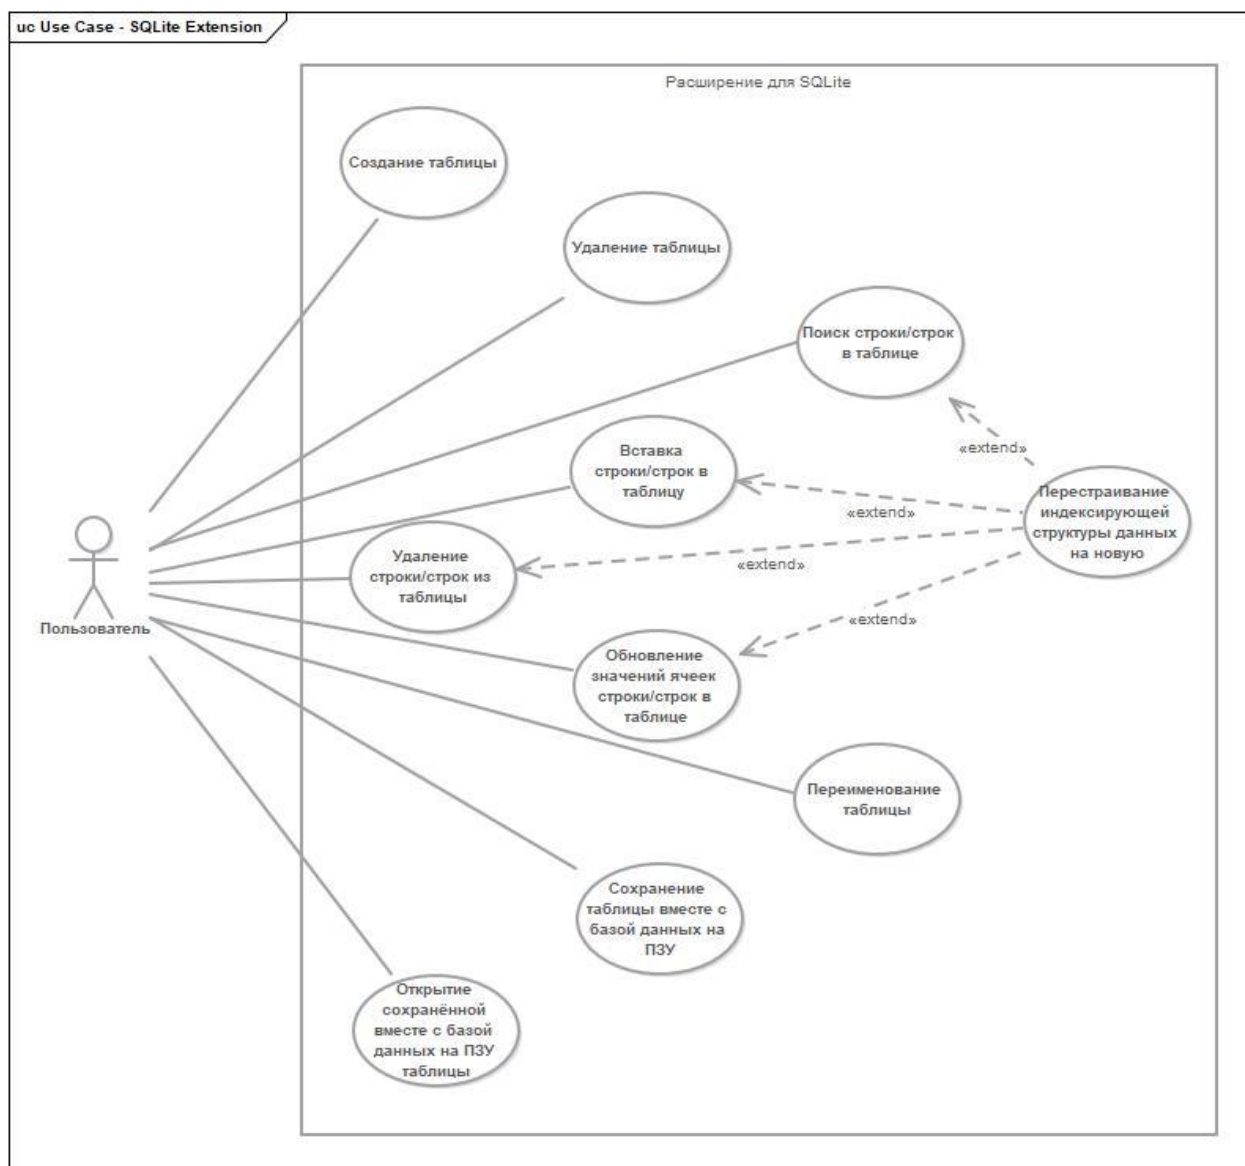 uc Use Case - SQLite Extension
Расширение для SQLite
Создание таблицы
Удаление таблицы
Поиск строки/строк
в таблице
«extend»
Вставка
строки/строк в
таблицу
«extend»
Перестраивание
индексирующей
структуры данных
на новую
Удаление
строки/строк из
таблицы
«extend»
Пользователь
«extend»
Обновление
значений ячеек
строки/строк в
таблице
Переименование
таблицы
Сохранение
таблицы вместе с
базой данных на
ПЗУ
Открытие
сохранённой
вместе с базой
данных на ПЗУ
таблицы